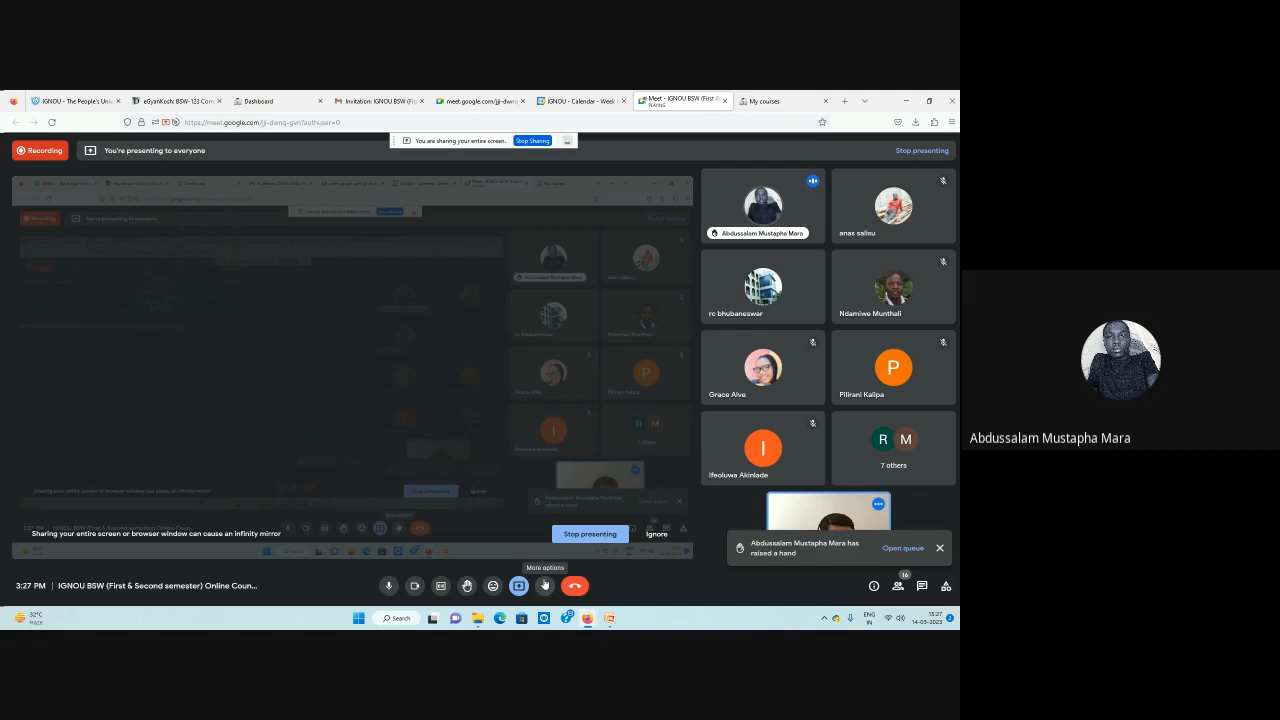 IGNOU - The People's Uni
eGyanKosh: BSW-123 Com
Dashboard
Invitation: IGNOU BSW (Firs
meet.google.com/jji-dwnq
IGNOU - Calendar - Week
Meet - IGNOU BSW (First &
PLAYING
My courses
https://meet.google.com/jji-dwnq-gvn?authuser=0
You are sharing your entire screen.
Stop Sharing
Recording
You're presenting to everyone
Stop presenting
Abdussalam Mustapha Mara
anas salisu
rc bhubaneswar
Ndamiwe Munthali
Grace Alve
P
Pilirani Kalipa
I
Ifeoluwa Akinlade
R M
7 others
Sharing your entire screen or browser window can cause an infinity mirror
Stop presenting
Ignore
Abdussalam Mustapha Mara has
raised a hand
Open queue
More options
3:27 PM | IGNOU BSW (First & Second semester) Online Coun...
16
32°C
Haze
Search
ENG
IN
15:27
14-03-2023
Abdussalam Mustapha Mara